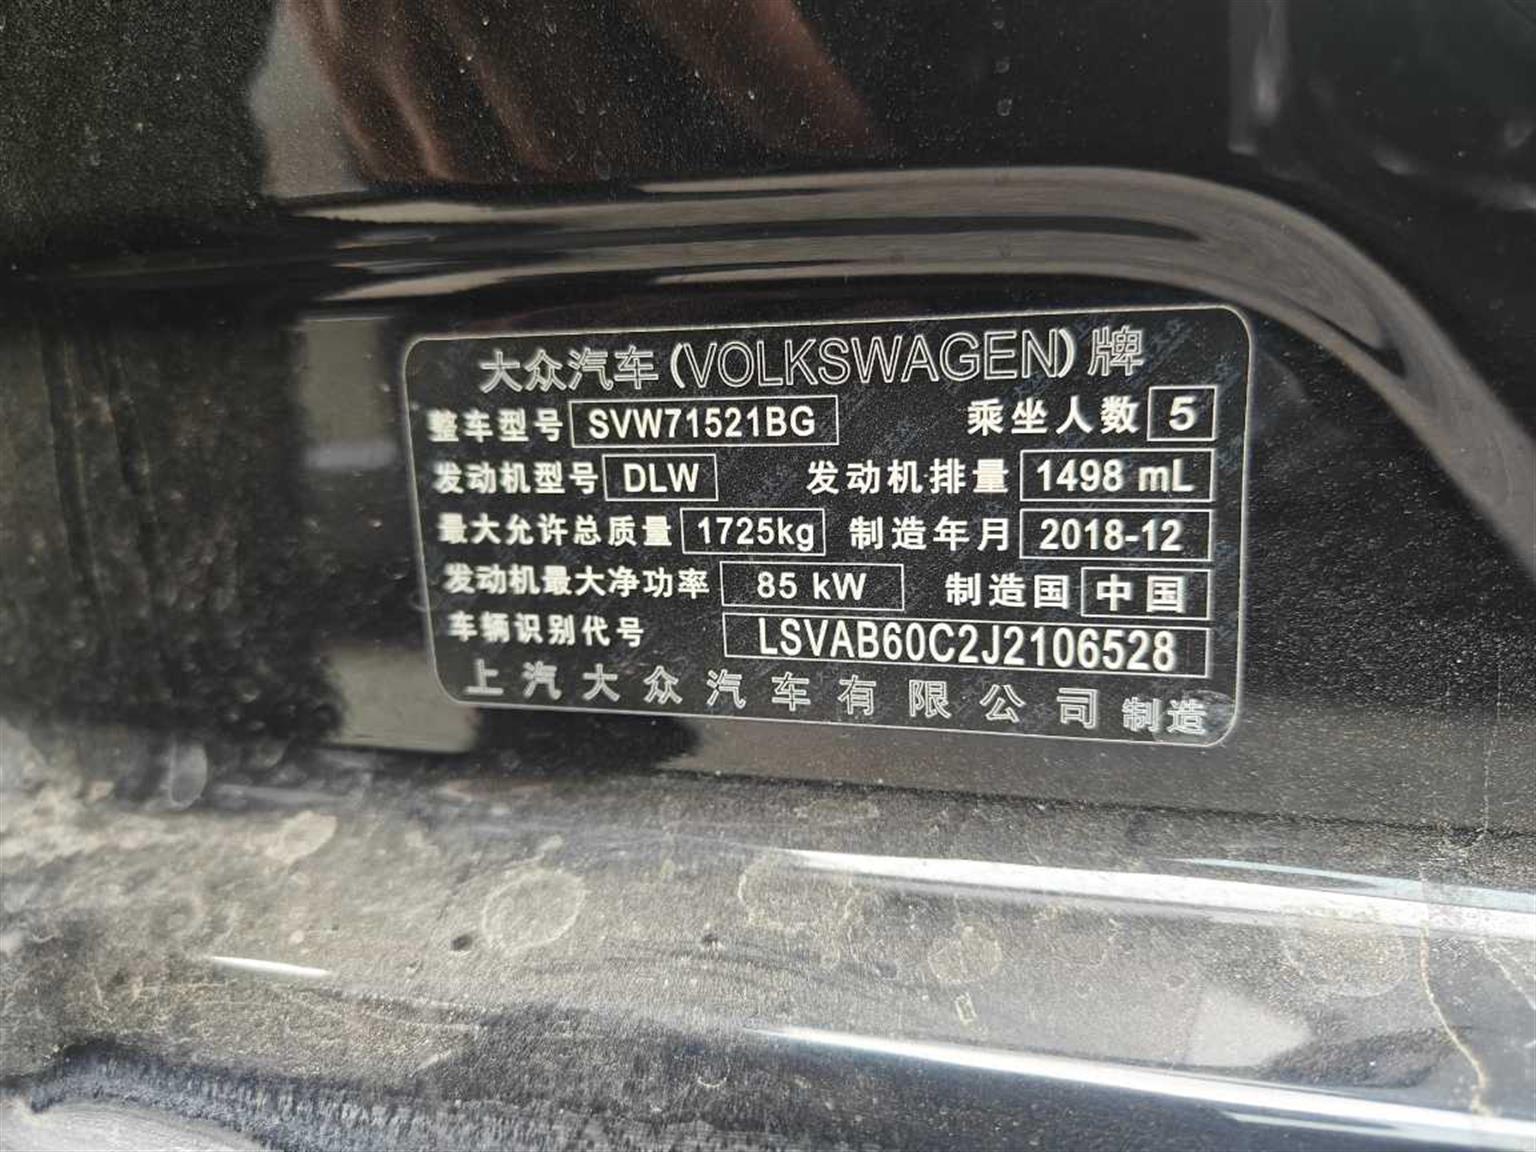 大众汽车(VOLKSWAGEN)牌
整车型号 SVW71521BG 乘坐人数 5
发动机型号 DLW 发动机排量 1498 mL
最大允许总质量 1725kg 制造年月 2018-12
发动机最大净功率 85 kW 制造国 中国
车辆识别代号 LSVAB60C2J2106528
上汽大众汽车有限公司 制造